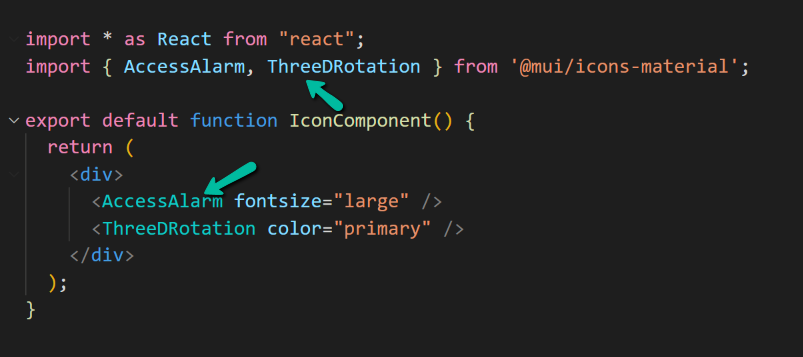 import * as React from "react";
import { AccessAlarm, ThreeDRotation } from '@mui/icons-material';
export default function IconComponent() {
return (
<div>
<AccessAlarm fontsize="large" />
<ThreeDRotation color="primary" />
</div>
);
}